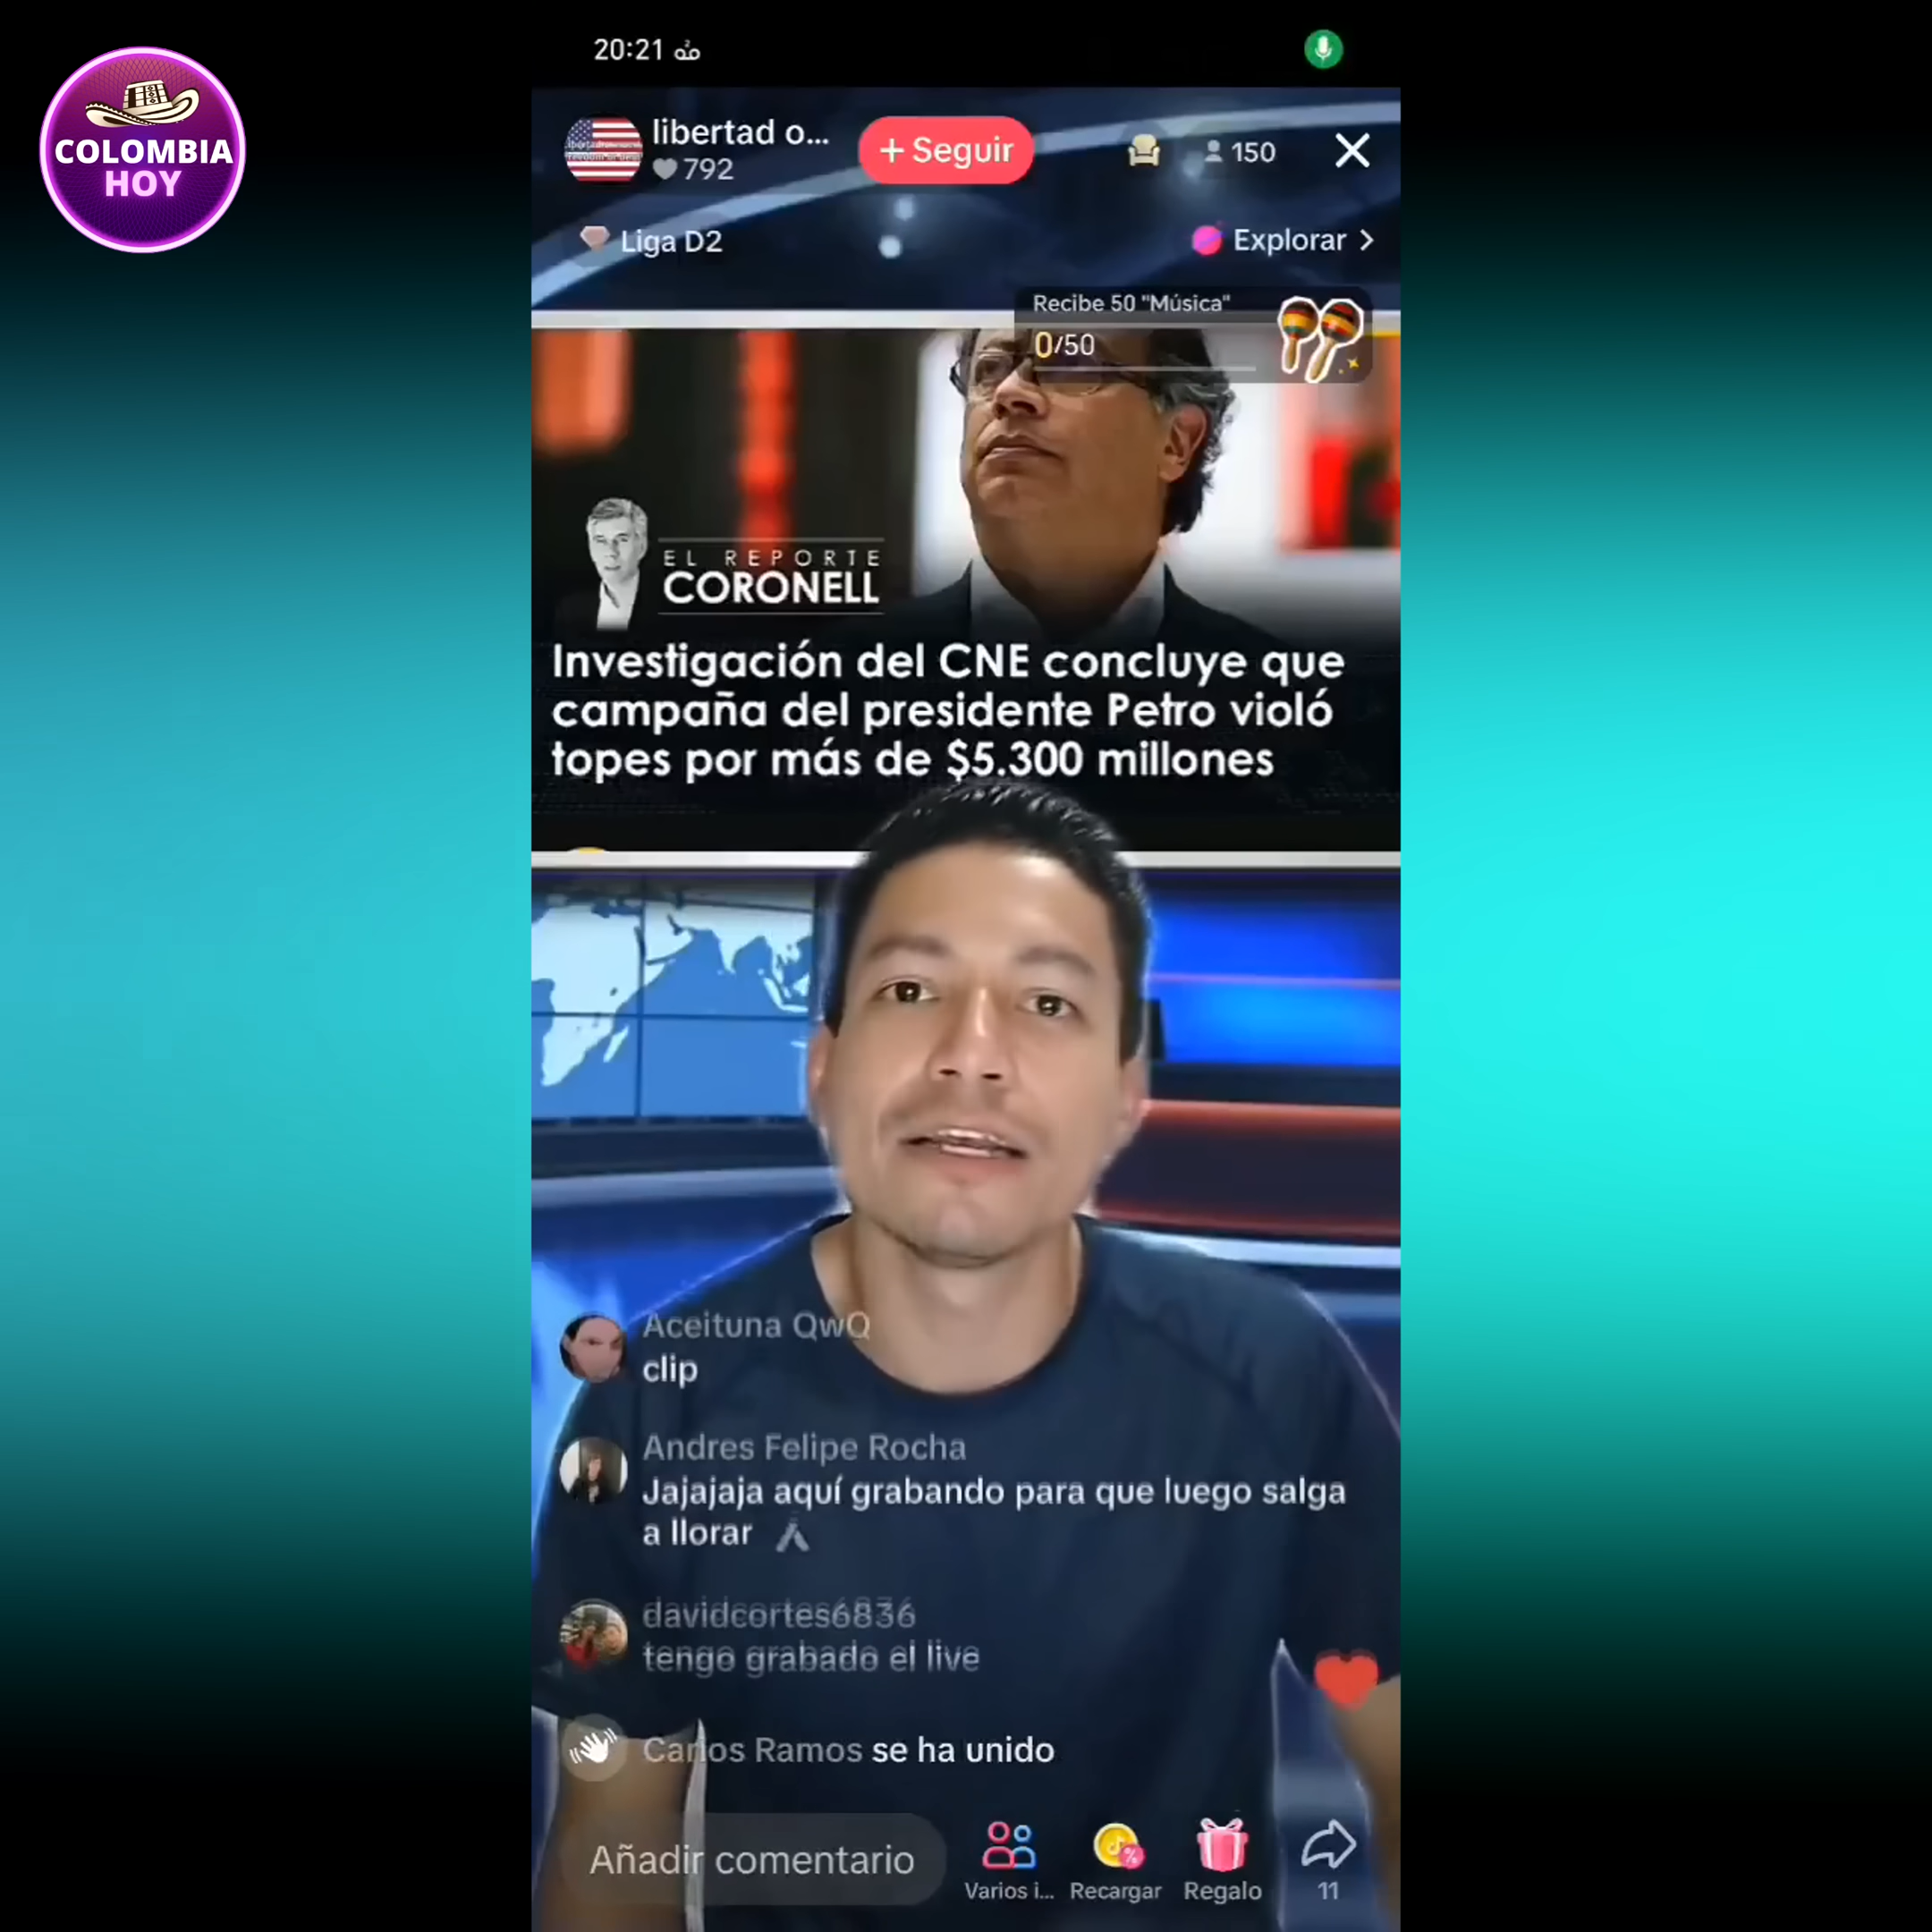 COLOMBIA
HOY
20:21
libertad o...
792
+ Seguir
150
Liga D2
Explorar >
Recibe 50 "Música"
0/50
EL REPORTE
CORONELL
Investigación del CNE concluye que
campaña del presidente Petro violó
topes por más de $5.300 millones
Aceituna QwQ
clip
Andres Felipe Rocha
Jajajaja aquí grabando para que luego salga
a llorar
davidcortes6836
tengo grabado el live
Carlos Ramos se ha unido
Añadir comentario
Varios i...
Recargar
Regalo
11